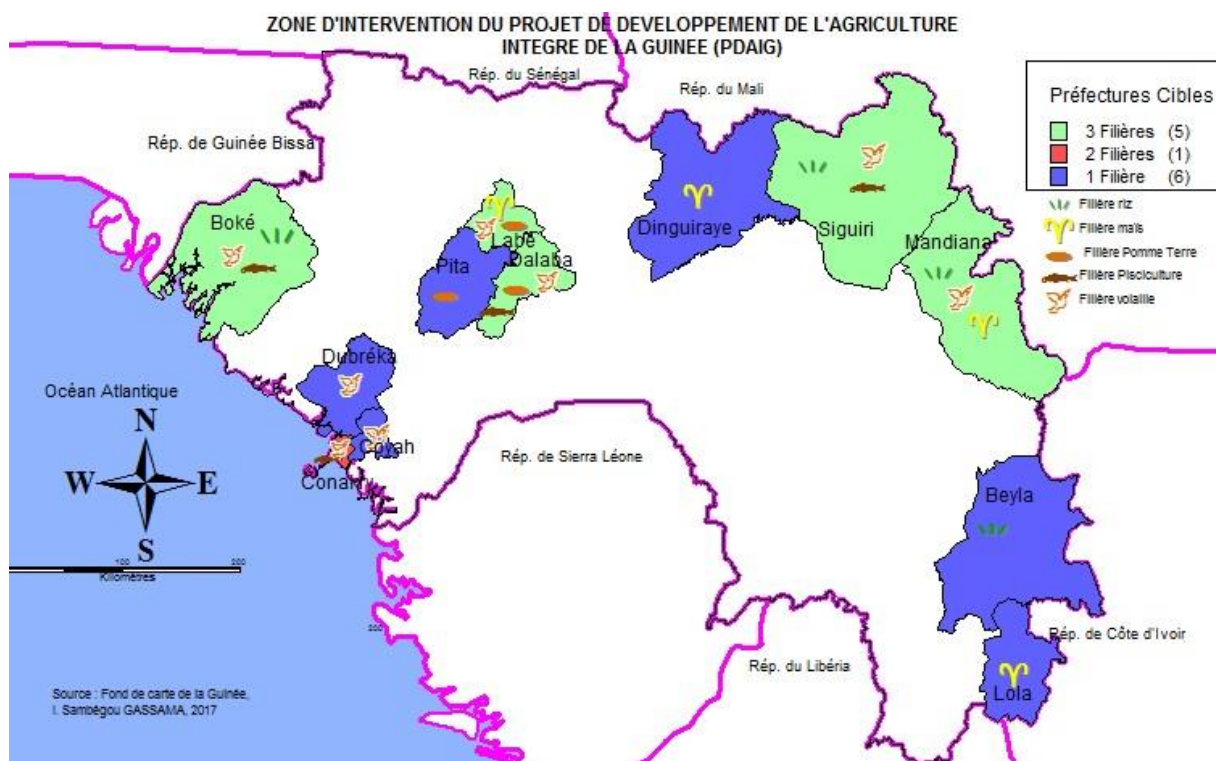 ZONE D'INTERVENTION DU PROJET DE DEVELOPPEMENT DE L'AGRICULTURE
INTEGRE DE LA GUINEE (PDAIG)
Rép. du Sénégal
Rép. du Mali
Rép. de Guinée Bissa
Préfectures Cibles
3 Filières (5)
2 Filières (1)
1 Filière (6)
Filière riz
Filière maïs
Filière Pomme Terre
Filière Pisciculture
Filière volaille
Boké
Labé
Dalaba
Pita
Dinguiraye
Siguiri
Mandiana
Dubréka
Coyah
Conakry
Océan Atlantique
N
W E
S
100 200
Kilomètres
200
Rép. de Sierra Léone
Beyla
Rép. de Côte d'Ivoir
Rép. du Libéria
Lola
Source : Fond de carte de la Guinée,
I. Sambégou GASSAMA, 2017